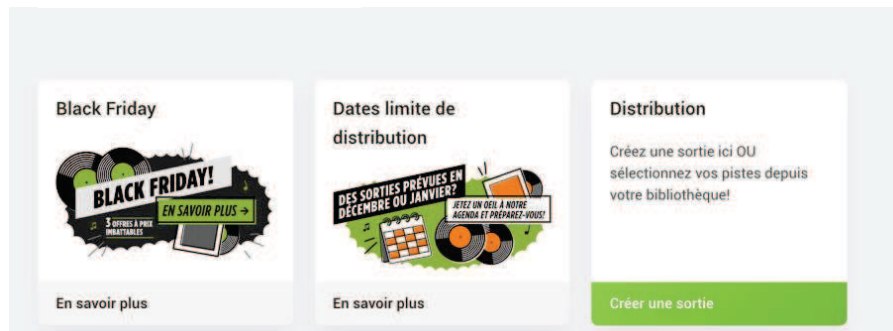 Black Friday
BLACK FRIDAY!
EN SAVOIR PLUS →
3 OFFRES À PRIX
IMBATTABLES
En savoir plus
Dates limite de
distribution
DES SORTIES PRÉVUES EN
DÉCEMBRE OU JANVIER?
JETEZ UN OEIL À NOTRE
AGENDA ET PRÉPAREZ-VOUS!
En savoir plus
Distribution
Créez une sortie ici OU
sélectionnez vos pistes depuis
votre bibliothèque!
Créer une sortie